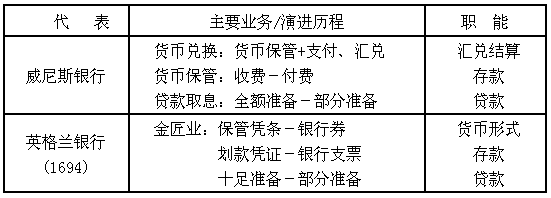 代 表 主要业务/演进历程 职 能
货币兑换：货币保管+支付、汇兑 汇兑结算
威尼斯银行 货币保管：收费－付费 存款
贷款取息：全额准备－部分准备 贷款
金匠业：保管凭条－银行券 货币形式
英格兰银行 划款凭证－银行支票 存款
(1694) 十足准备－部分准备 贷款